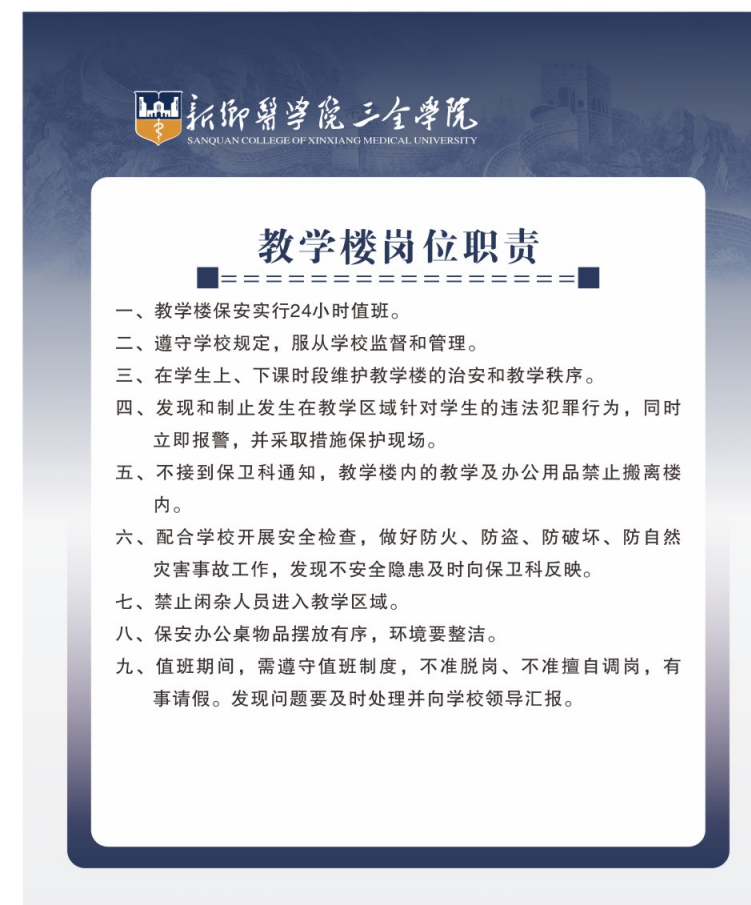 新乡医学院三全学院
SANQUAN COLLEGE OF XINXIANG MEDICAL UNIVERSITY
教学楼岗位职责
一、教学楼保安实行24小时值班。
二、遵守学校规定，服从学校监督和管理。
三、在学生上、下课时段维护教学楼的治安和教学秩序。
四、发现和制止发生在教学区域针对学生的违法犯罪行为，同时
立即报警，并采取措施保护现场。
五、不接到保卫科通知，教学楼内的教学及办公用品禁止搬离楼
内。
六、配合学校开展安全检查，做好防火、防盗、防破坏、防自然
灾害事故工作，发现不安全隐患及时向保卫科反映。
七、禁止闲杂人员进入教学区域。
八、保安办公桌物品摆放有序，环境要整洁。
九、值班期间，需遵守值班制度，不准脱岗、不准擅自调岗，有
事请假。发现问题要及时处理并向学校领导汇报。